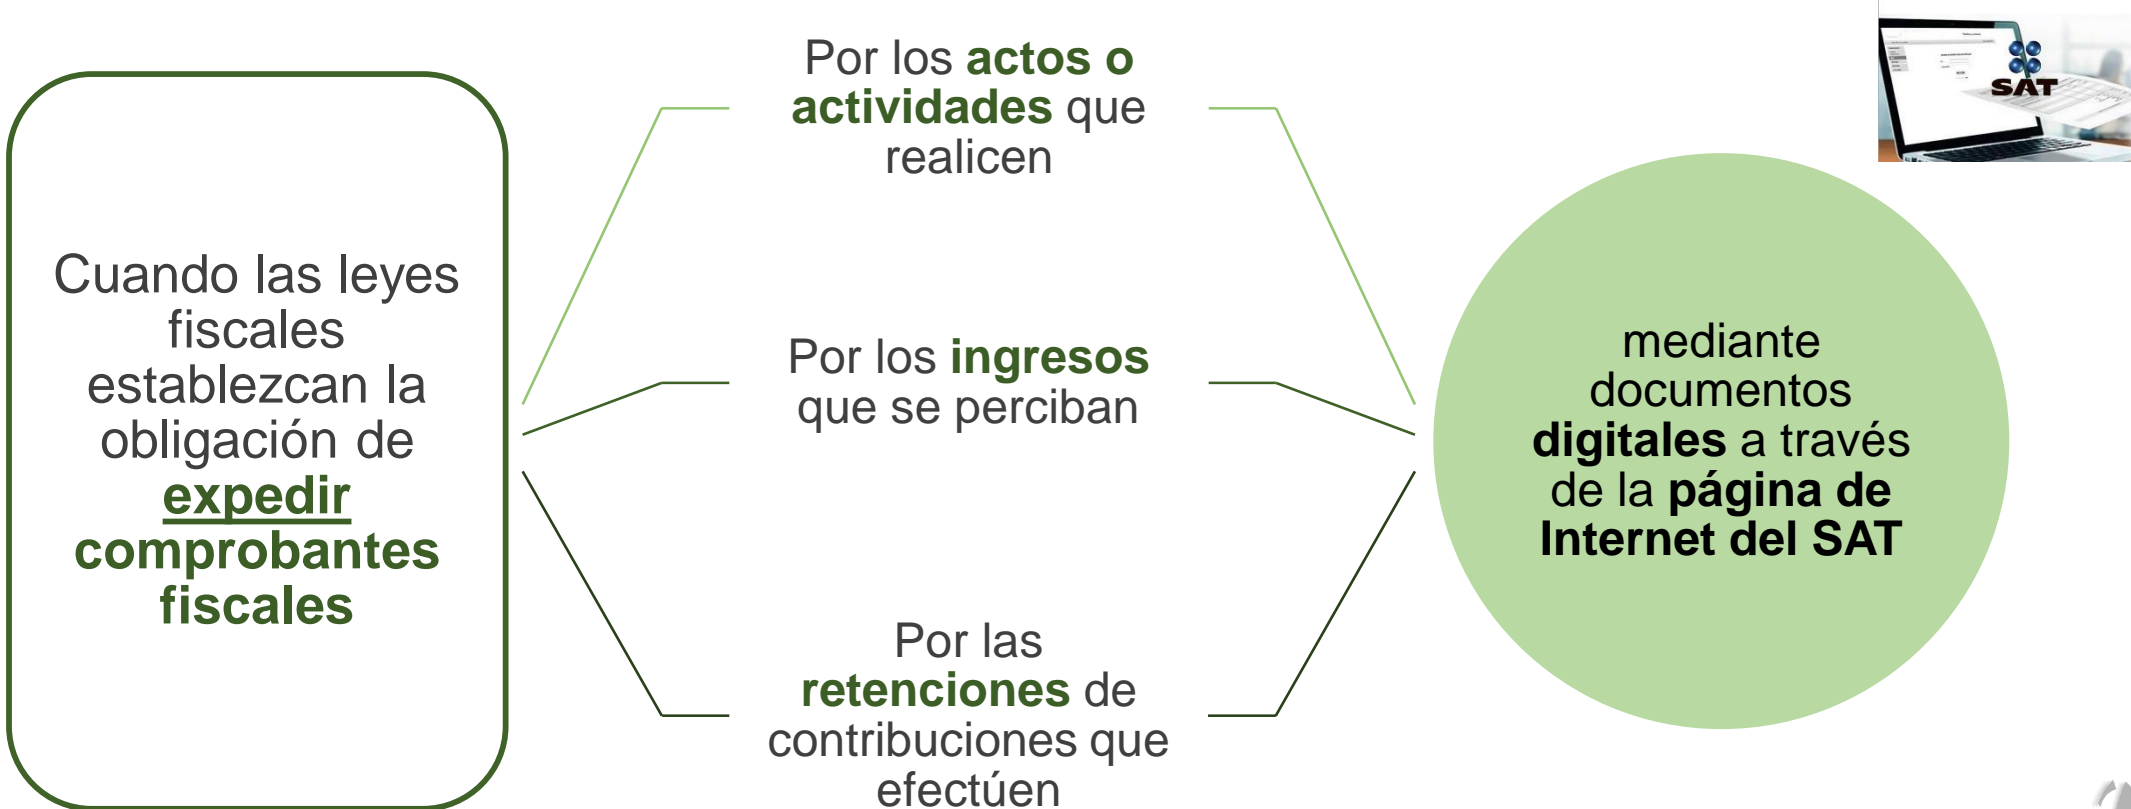 Cuando las leyes
fiscales
establezcan la
obligación de
expedir
comprobantes
fiscales
Por los actos o
actividades que
realicen
Por los ingresos
que se perciban
Por las
retenciones de
contribuciones que
efectúen
SAT
mediante
documentos
digitales a través
de la página de
Internet del SAT